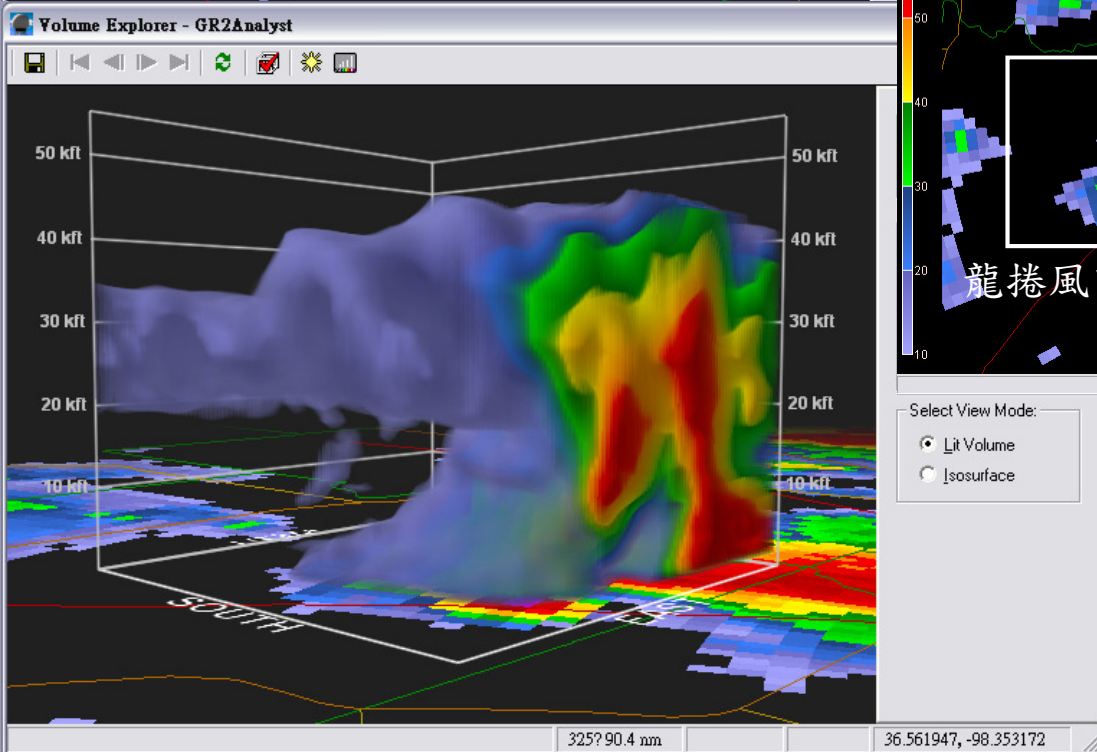 Volume Explorer - GR2Analyst
50 kft
40 kft
30 kft
20 kft
10 kft
50 kft
40 kft
30 kft
20 kft
10 kft
SOUTH
EAST
50
40
30
20
10
龍捲風
Select View Mode:
Lit Volume
Isosurface
325?90.4 nm
36.561947, -98.353172